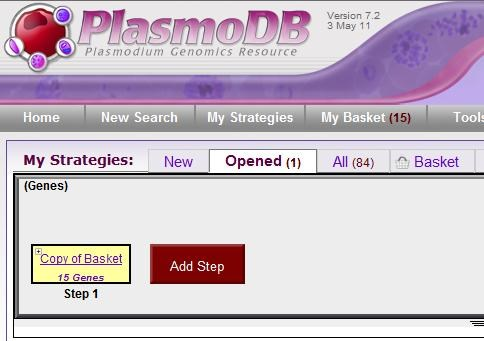 PlasmoDB
Version 7.2
3 May 11
Plasmodium Genomics Resource
Home New Search My Strategies My Basket (15) Tools
My Strategies: New Opened (1) All (84) Basket
(Genes)
Copy of Basket
15 Genes
Add Step
Step 1